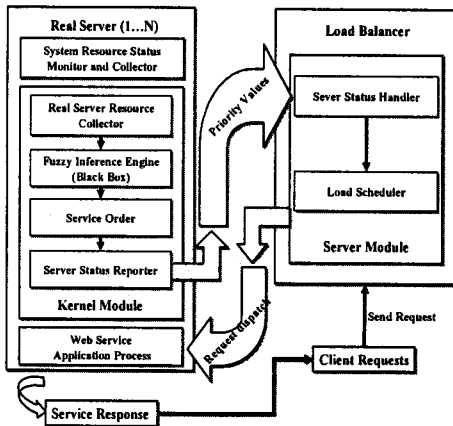 Real Server (1…N)
System Resource Status
Monitor and Collector
Real Server Resource
Collector
Fuzzy Inference Engine
(Black Box)
Service Order
Server Status Reporter
Kernel Module
Web Service
Application Process
Service Response
Priority Values
Request dispatch
Load Balancer
Sever Status Handler
Load Scheduler
Server Module
Send Request
Client Requests